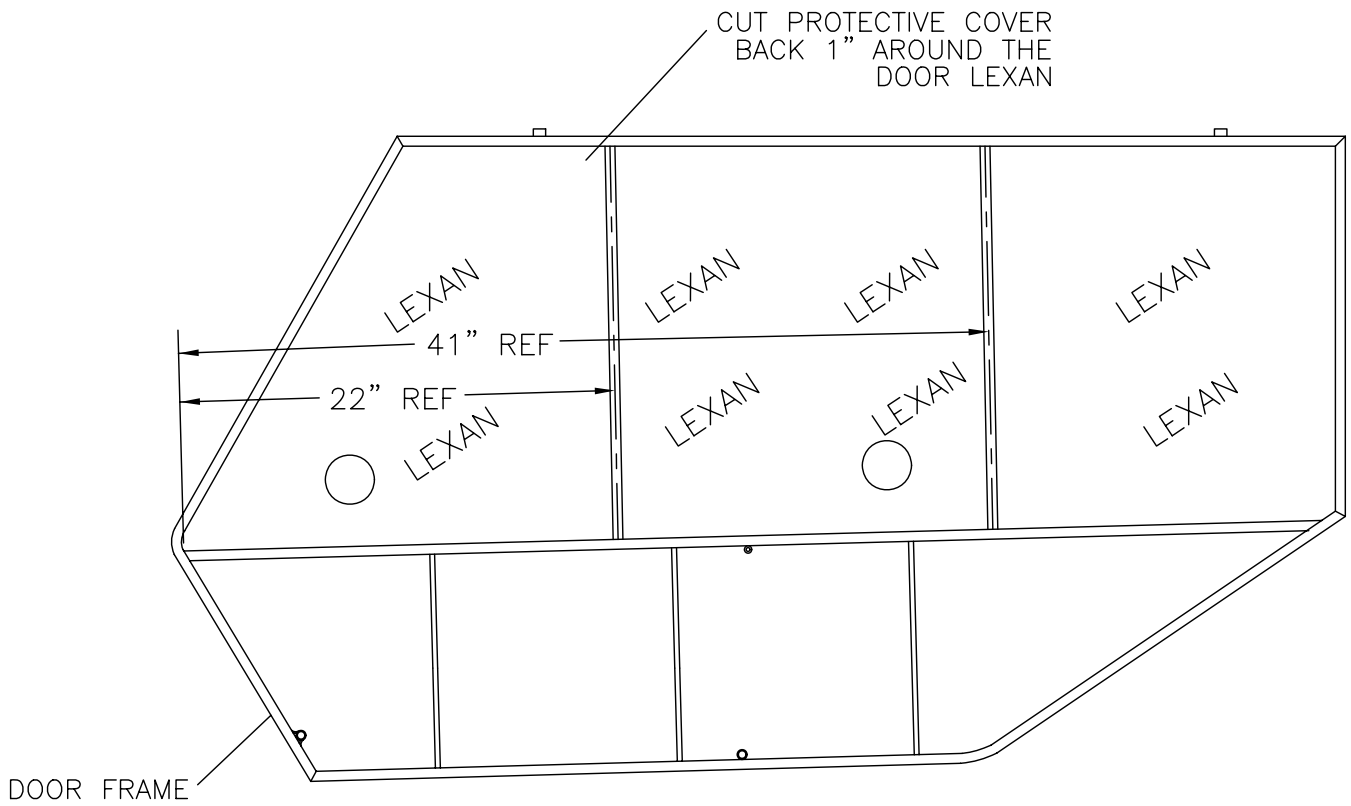 CUT PROTECTIVE COVER
BACK 1” AROUND THE
DOOR LEXAN
LEXAN
LEXAN
LEXAN
LEXAN
41” REF
22” REF
LEXAN
LEXAN
LEXAN
LEXAN
DOOR FRAME